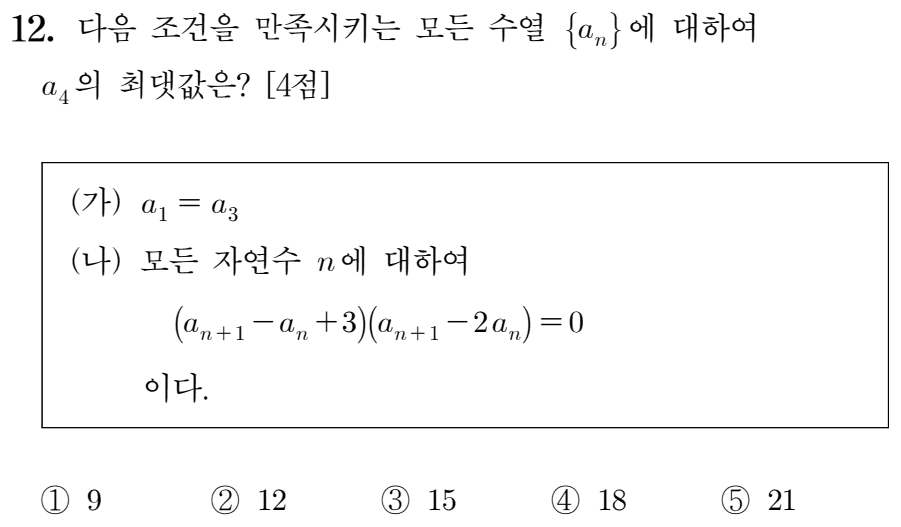 12. 다음 조건을 만족시키는 모든 수열 {aₙ}에 대하여
a₄의 최댓값은? [4점]
(가) a₁ = a₃
(나) 모든 자연수 n에 대하여
(aₙ₊₁ − aₙ + 3)(aₙ₊₁ − 2aₙ) = 0
이다.
① 9 ② 12 ③ 15 ④ 18 ⑤ 21